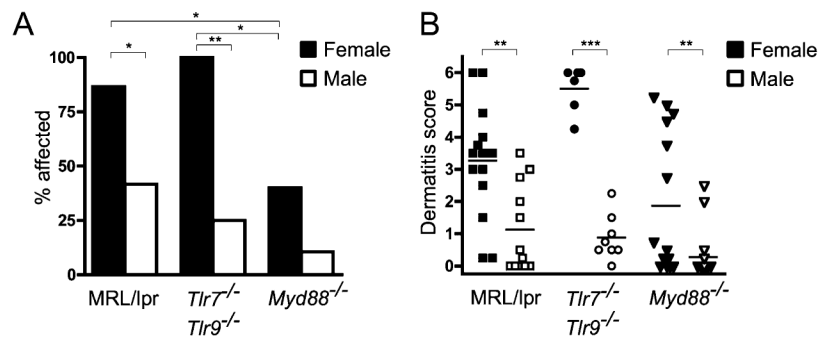 A
*
*
*
**
Female
Male
% affected
100
75
50
25
0
MRL/lpr
Tlr7-/-
Tlr9-/-
Myd88-/-
B
**
***
**
Female
Male
Dermatitis score
6
5
4
3
2
1
0
MRL/lpr
Tlr7-/-
Tlr9-/-
Myd88-/-